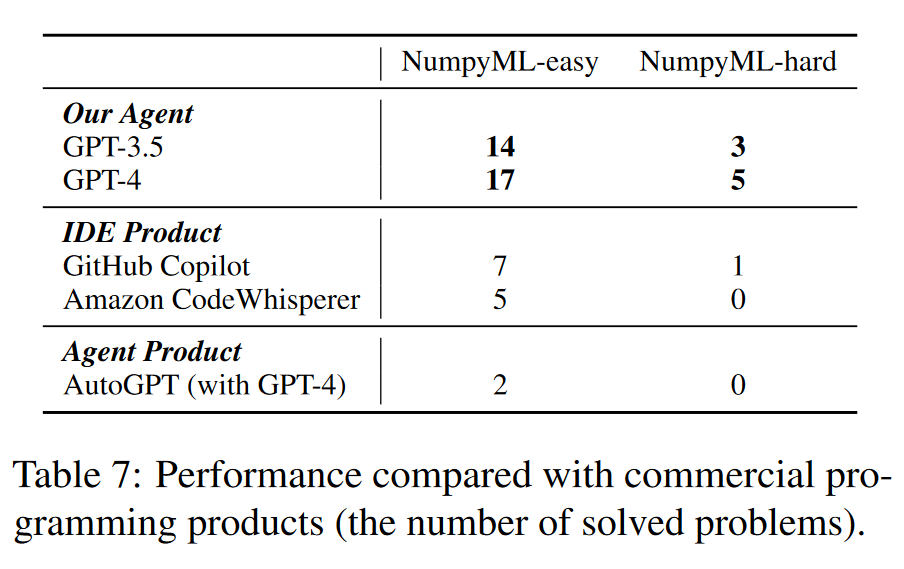 NumpyML-easy NumpyML-hard
Our Agent
GPT-3.5 14 3
GPT-4 17 5
IDE Product
GitHub Copilot 7 1
Amazon CodeWhisperer 5 0
Agent Product
AutoGPT (with GPT-4) 2 0
Table 7: Performance compared with commercial pro-
gramming products (the number of solved problems).